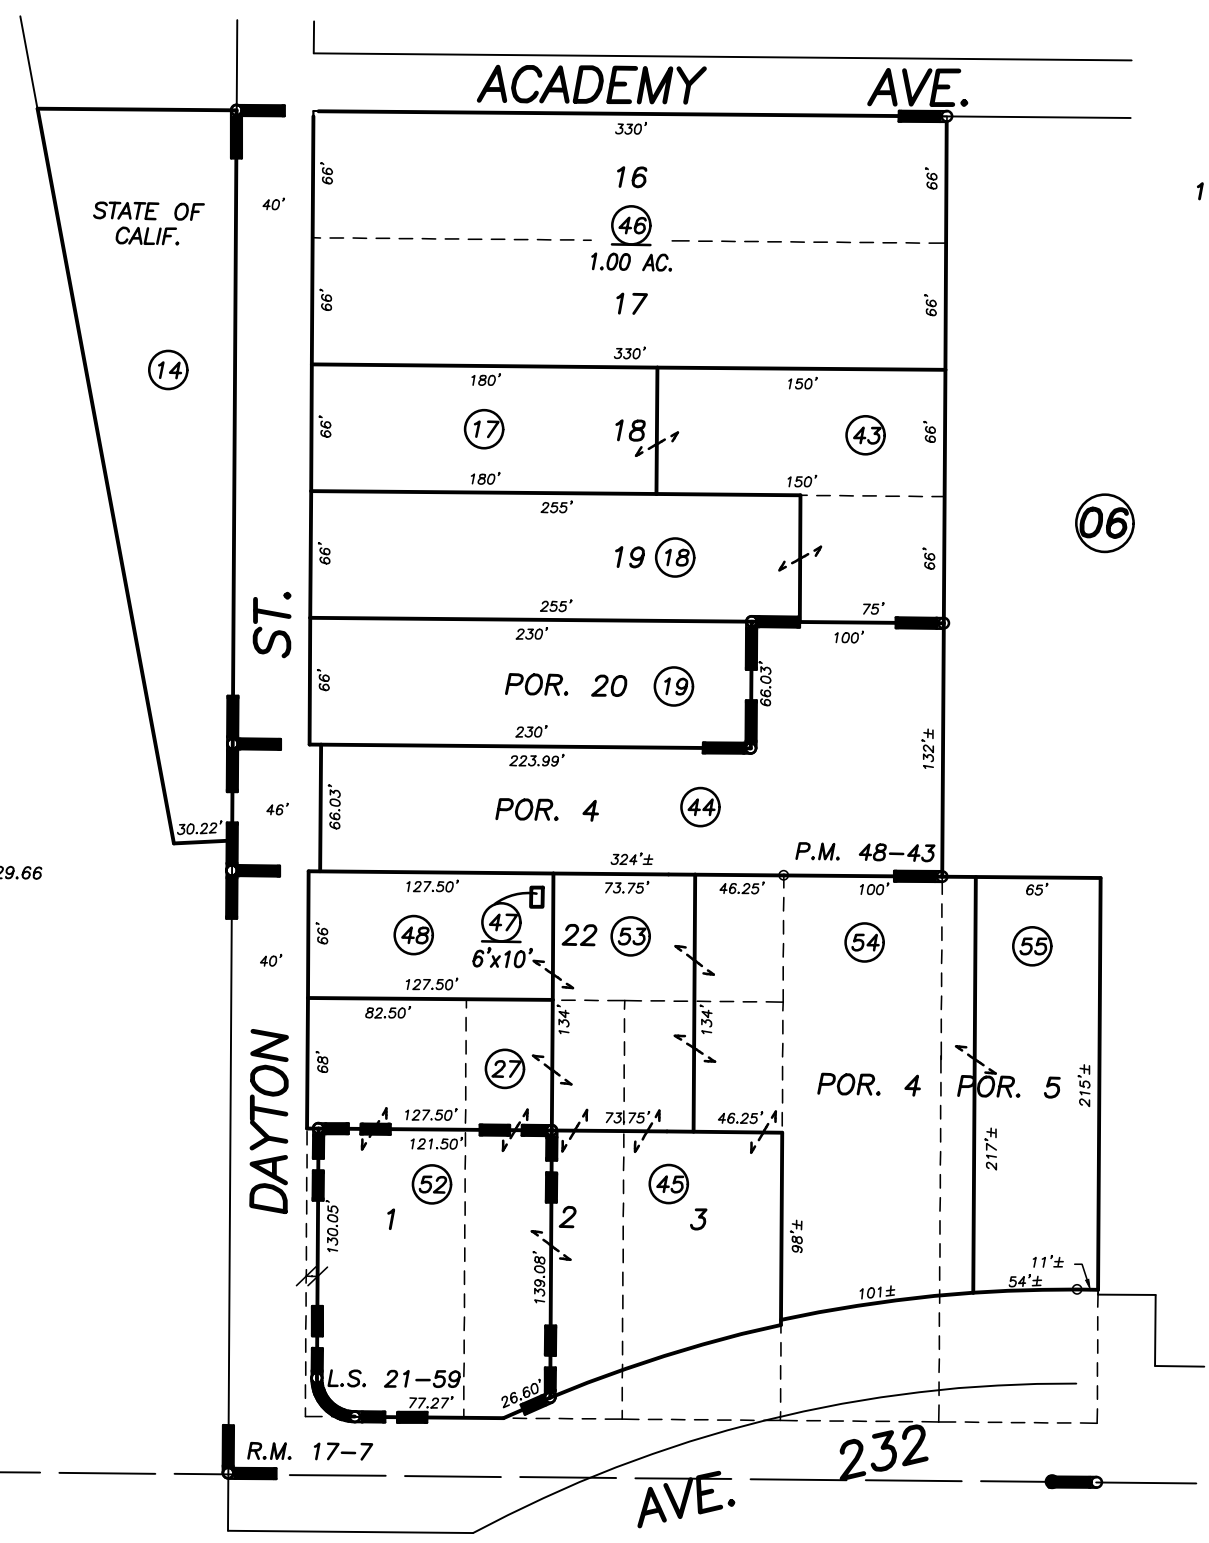 ACADEMY AVE.
330'
66' 16 66'
1
STATE OF
CALIF.
40'
46
1.00 AC.
66' 17 66'
330'
14
180' 150'
66' 17 18 43 66'
180' 150'
255'
06
66' 19 18 66'
ST.
255' 75'
230' 100'
66' POR. 20 19 66.03'
230' 132'±
223.99'
46' 66.03' POR. 4 44
30.22'
324'± P.M. 48-43
29.66
127.50' 73.75' 46.25' 100' 65'
66' 48 47 22 53 54 55
6'x10'
40'
127.50'
82.50' 134' 134'
68' 27
DAYTON
POR. 4 POR. 5 215'±
127.50' 73.75' 46.25'
121.50' 217'±
52 45
130.05' 1 2 3 98'±
139.08' 11'±
101± 54'±
L.S. 21-59
77.27' 26.60'
R.M. 17-7
AVE. 232